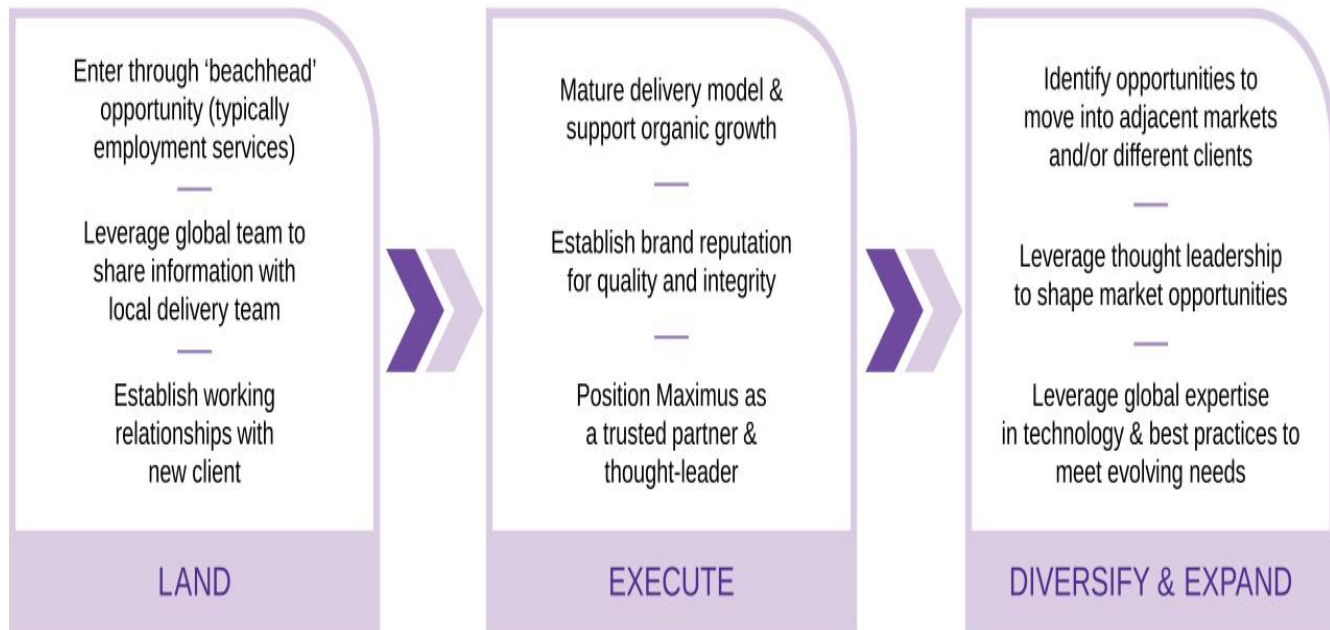 Enter through ‘beachhead’
opportunity (typically
employment services)
Leverage global team to
share information with
local delivery team
Establish working
relationships with
new client
LAND
Mature delivery model &
support organic growth
Establish brand reputation
for quality and integrity
Position Maximus as
a trusted partner &
thought-leader
EXECUTE
Identify opportunities to
move into adjacent markets
and/or different clients
Leverage thought leadership
to shape market opportunities
Leverage global expertise
in technology & best practices to
meet evolving needs
DIVERSIFY & EXPAND